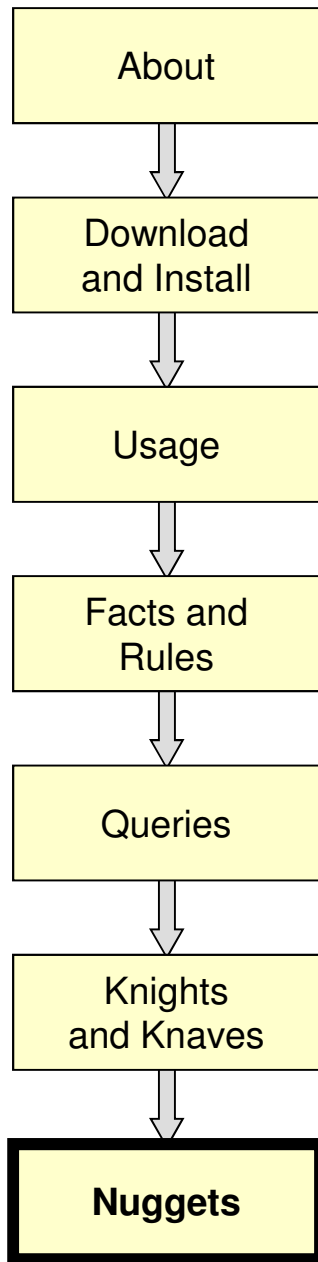 About
Download
and Install
Usage
Facts and
Rules
Queries
Knights
and Knaves
Nuggets